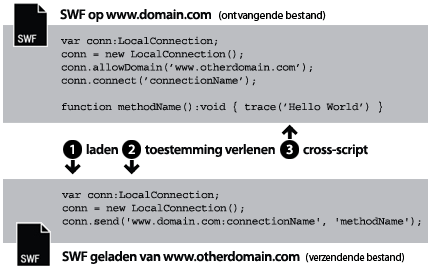 SWF op www.domain.com (ontvangende bestand)
SWF
var conn:LocalConnection;
conn = new LocalConnection();
conn.allowDomain(‘www.otherdomain.com’);
conn.connect(‘connectionName’);
function methodName():void { trace(‘Hello World’) }
1 laden 2 toestemming verlenen 3 cross-script
var conn:LocalConnection;
conn = new LocalConnection();
conn.send('www.domain.com:connectionName', 'methodName');
SWF
SWF geladen van www.otherdomain.com (verzendende bestand)